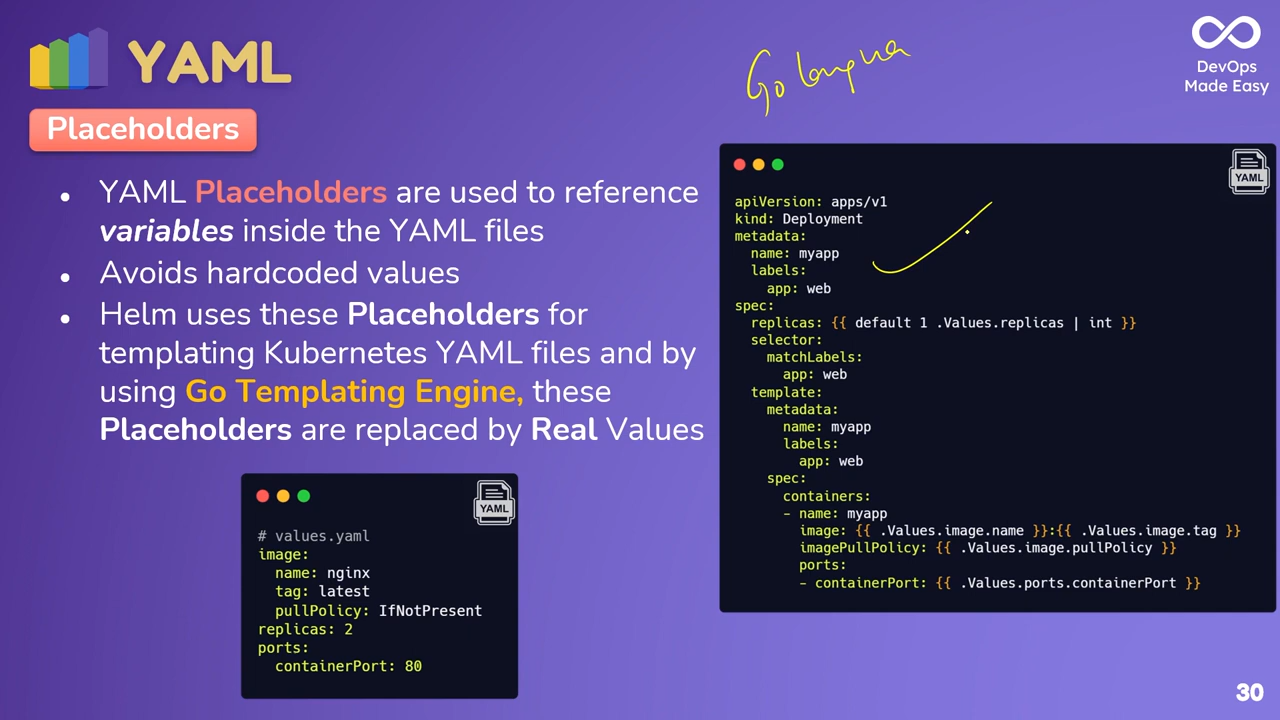 YAML
Placeholders
Go Langua
DevOps
Made Easy
• YAML Placeholders are used to reference
variables inside the YAML files
• Avoids hardcoded values
• Helm uses these Placeholders for
templating Kubernetes YAML files and by
using Go Templating Engine, these
Placeholders are replaced by Real Values
YAML
# values.yaml
image:
  name: nginx
  tag: latest
  pullPolicy: IfNotPresent
replicas: 2
ports:
  containerPort: 80
YAML
apiVersion: apps/v1
kind: Deployment
metadata:
  name: myapp
  labels:
    app: web
spec:
  replicas: {{ default 1 .Values.replicas | int }}
  selector:
    matchLabels:
      app: web
  template:
    metadata:
      name: myapp
      labels:
        app: web
    spec:
      containers:
      - name: myapp
        image: {{ .Values.image.name }}:{{ .Values.image.tag }}
        imagePullPolicy: {{ .Values.image.pullPolicy }}
        ports:
        - containerPort: {{ .Values.ports.containerPort }}
30